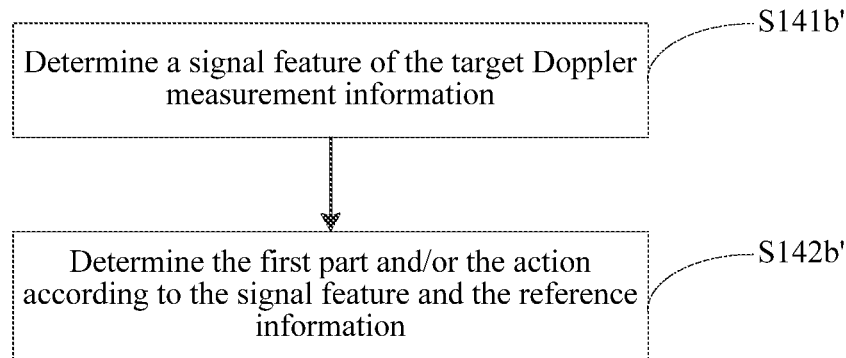 S141b'
Determine a signal feature of the target Doppler
measurement information
S142b'
Determine the first part and/or the action
according to the signal feature and the reference
information